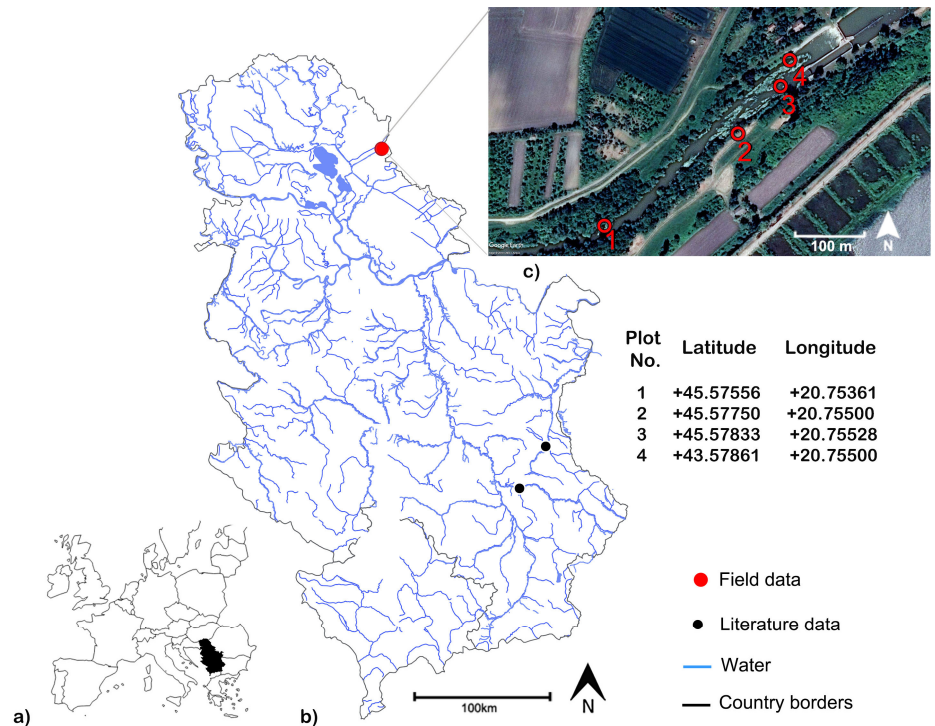 4
3
2
1
Google Earth
100 m
N
c)
Plot No. Latitude Longitude
1 +45.57556 +20.75361
2 +45.57750 +20.75500
3 +45.57833 +20.75528
4 +43.57861 +20.75500
Field data
Literature data
Water
Country borders
100km
N
a)
b)